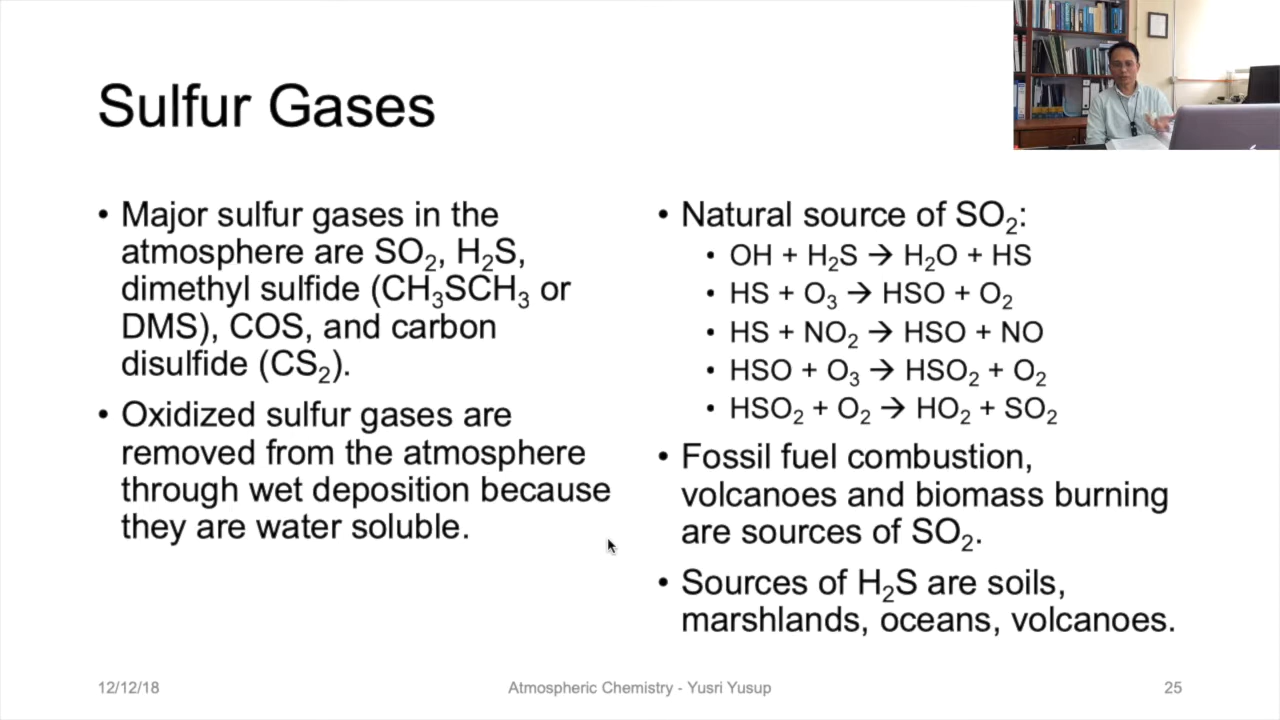 Sulfur Gases
• Major sulfur gases in the
atmosphere are SO₂, H₂S,
dimethyl sulfide (CH₃SCH₃ or
DMS), COS, and carbon
disulfide (CS₂).
• Oxidized sulfur gases are
removed from the atmosphere
through wet deposition because
they are water soluble.
• Natural source of SO₂:
• OH + H₂S → H₂O + HS
• HS + O₃ → HSO + O₂
• HS + NO₂ → HSO + NO
• HSO + O₃ → HSO₂ + O₂
• HSO₂ + O₂ → HO₂ + SO₂
• Fossil fuel combustion,
volcanoes and biomass burning
are sources of SO₂.
• Sources of H₂S are soils,
marshlands, oceans, volcanoes.
12/12/18
Atmospheric Chemistry - Yusri Yusup
25